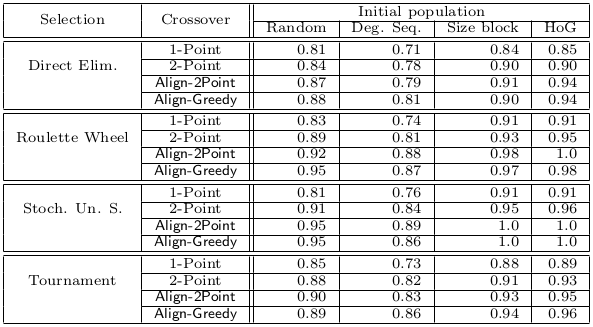 Selection Crossover Initial population
Random Deg. Seq. Size block HoG
Direct Elim. 1-Point 0.81 0.71 0.84 0.85
2-Point 0.84 0.78 0.90 0.90
Align-2Point 0.87 0.79 0.91 0.94
Align-Greedy 0.88 0.81 0.90 0.94
Roulette Wheel 1-Point 0.83 0.74 0.91 0.91
2-Point 0.89 0.81 0.93 0.95
Align-2Point 0.92 0.88 0.98 1.0
Align-Greedy 0.95 0.87 0.97 0.98
Stoch. Un. S. 1-Point 0.81 0.76 0.91 0.91
2-Point 0.91 0.84 0.95 0.96
Align-2Point 0.95 0.89 1.0 1.0
Align-Greedy 0.95 0.86 1.0 1.0
Tournament 1-Point 0.85 0.73 0.88 0.89
2-Point 0.88 0.82 0.91 0.93
Align-2Point 0.90 0.83 0.93 0.95
Align-Greedy 0.89 0.86 0.94 0.96